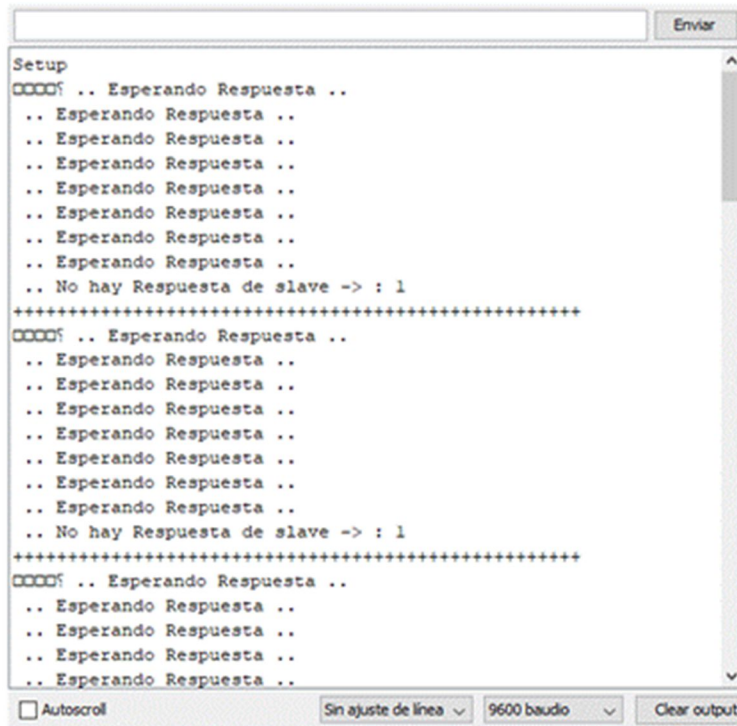 Enviar
Setup
□□□□⸮ .. Esperando Respuesta ..
.. Esperando Respuesta ..
.. Esperando Respuesta ..
.. Esperando Respuesta ..
.. Esperando Respuesta ..
.. Esperando Respuesta ..
.. Esperando Respuesta ..
.. Esperando Respuesta ..
.. No hay Respuesta de slave -> : 1
++++++++++++++++++++++++++++++++++++++++++++++++++++
□□□□⸮ .. Esperando Respuesta ..
.. Esperando Respuesta ..
.. Esperando Respuesta ..
.. Esperando Respuesta ..
.. Esperando Respuesta ..
.. Esperando Respuesta ..
.. Esperando Respuesta ..
.. Esperando Respuesta ..
.. No hay Respuesta de slave -> : 1
++++++++++++++++++++++++++++++++++++++++++++++++++++
□□□□⸮ .. Esperando Respuesta ..
.. Esperando Respuesta ..
.. Esperando Respuesta ..
.. Esperando Respuesta ..
.. Esperando Respuesta ..
Autoscroll Sin ajuste de línea 9600 baudio Clear output